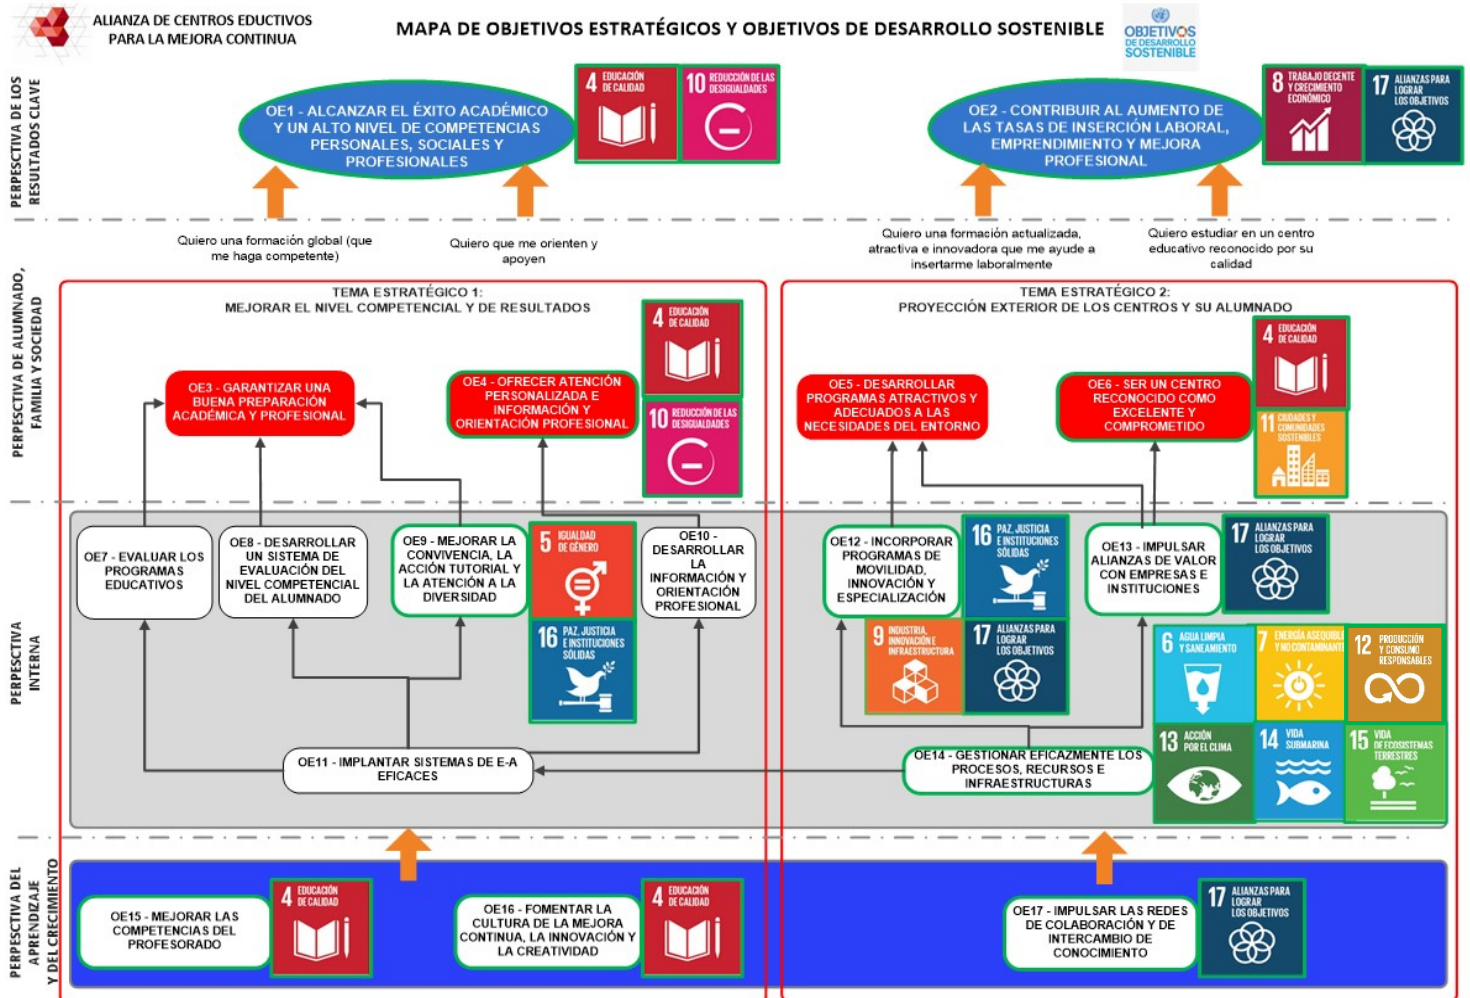 ALIANZA DE CENTROS EDUCTIVOS
PARA LA MEJORA CONTINUA
MAPA DE OBJETIVOS ESTRATÉGICOS Y OBJETIVOS DE DESARROLLO SOSTENIBLE
OBJETIVOS
DE DESARROLLO
SOSTENIBLE
PERPESCTIVA DE LOS
RESULTADOS CLAVE
OE1 - ALCANZAR EL ÉXITO ACADÉMICO
Y UN ALTO NIVEL DE COMPETENCIAS
PERSONALES, SOCIALES Y
PROFESIONALES
4 EDUCACIÓN
DE CALIDAD
10 REDUCCIÓN DE LAS
DESIGUALDADES
OE2 - CONTRIBUIR AL AUMENTO DE
LAS TASAS DE INSERCIÓN LABORAL,
EMPRENDIMIENTO Y MEJORA
PROFESIONAL
8 TRABAJO DECENTE
Y CRECIMIENTO
ECONÓMICO
17 ALIANZAS PARA
LOGRAR
LOS OBJETIVOS
Quiero una formación global (que
me haga competente)
Quiero que me orienten y
apoyen
Quiero una formación actualizada,
atractiva e innovadora que me ayude a
insertarme laboralmente
Quiero estudiar en un centro
educativo reconocido por su
calidad
PERPESCTIVA DE ALUMNADO,
FAMILIA Y SOCIEDAD
TEMA ESTRATÉGICO 1:
MEJORAR EL NIVEL COMPETENCIAL Y DE RESULTADOS
OE3 - GARANTIZAR UNA
BUENA PREPARACIÓN
ACADÉMICA Y PROFESIONAL
OE4 - OFRECER ATENCIÓN
PERSONALIZADA E
INFORMACIÓN Y
ORIENTACIÓN PROFESIONAL
4 EDUCACIÓN
DE CALIDAD
10 REDUCCIÓN DE LAS
DESIGUALDADES
TEMA ESTRATÉGICO 2:
PROYECCIÓN EXTERIOR DE LOS CENTROS Y SU ALUMNADO
OE5 - DESARROLLAR
PROGRAMAS ATRACTIVOS Y
ADECUADOS A LAS
NECESIDADES DEL ENTORNO
OE6 - SER UN CENTRO
RECONOCIDO COMO
EXCELENTE Y
COMPROMETIDO
4 EDUCACIÓN
DE CALIDAD
11 CIUDADES Y
COMUNIDADES
SOSTENIBLES
PERPESCTIVA
INTERNA
OE7 - EVALUAR LOS
PROGRAMAS
EDUCATIVOS
OE8 - DESARROLLAR
UN SISTEMA DE
EVALUACIÓN DEL
NIVEL COMPETENCIAL
DEL ALUMNADO
OE9 - MEJORAR LA
CONVIVENCIA, LA
ACCIÓN TUTORIAL Y
LA ATENCIÓN A LA
DIVERSIDAD
5 IGUALDAD
DE GÉNERO
16 PAZ, JUSTICIA
E INSTITUCIONES
SÓLIDAS
OE10 -
DESARROLLAR
LA
INFORMACIÓN Y
ORIENTACIÓN
PROFESIONAL
OE12 - INCORPORAR
PROGRAMAS DE
MOVILIDAD,
INNOVACIÓN Y
ESPECIALIZACIÓN
16 PAZ, JUSTICIA
E INSTITUCIONES
SÓLIDAS
9 INDUSTRIA,
INNOVACIÓN E
INFRAESTRUCTURA
17 ALIANZAS PARA
LOGRAR
LOS OBJETIVOS
OE13 - IMPULSAR
ALIANZAS DE VALOR
CON EMPRESAS E
INSTITUCIONES
17 ALIANZAS PARA
LOGRAR
LOS OBJETIVOS
6 AGUA LIMPIA
Y SANEAMIENTO
7 ENERGÍA ASEQUIBLE
Y NO CONTAMINANTE
12 PRODUCCIÓN
Y CONSUMO
RESPONSABLES
13 ACCIÓN
POR EL CLIMA
14 VIDA
SUBMARINA
15 VIDA
DE ECOSISTEMAS
TERRESTRES
OE11 - IMPLANTAR SISTEMAS DE E-A
EFICACES
OE14 - GESTIONAR EFICAZMENTE LOS
PROCESOS, RECURSOS E
INFRAESTRUCTURAS
PERPESCTIVA DEL
APRENDIZAJE
Y DEL CRECIMIENTO
OE15 - MEJORAR LAS
COMPETENCIAS DEL
PROFESORADO
4 EDUCACIÓN
DE CALIDAD
OE16 - FOMENTAR LA
CULTURA DE LA MEJORA
CONTINUA, LA INNOVACIÓN Y
LA CREATIVIDAD
4 EDUCACIÓN
DE CALIDAD
OE17 - IMPULSAR LAS REDES
DE COLABORACIÓN Y DE
INTERCAMBIO DE
CONOCIMIENTO
17 ALIANZAS PARA
LOGRAR
LOS OBJETIVOS